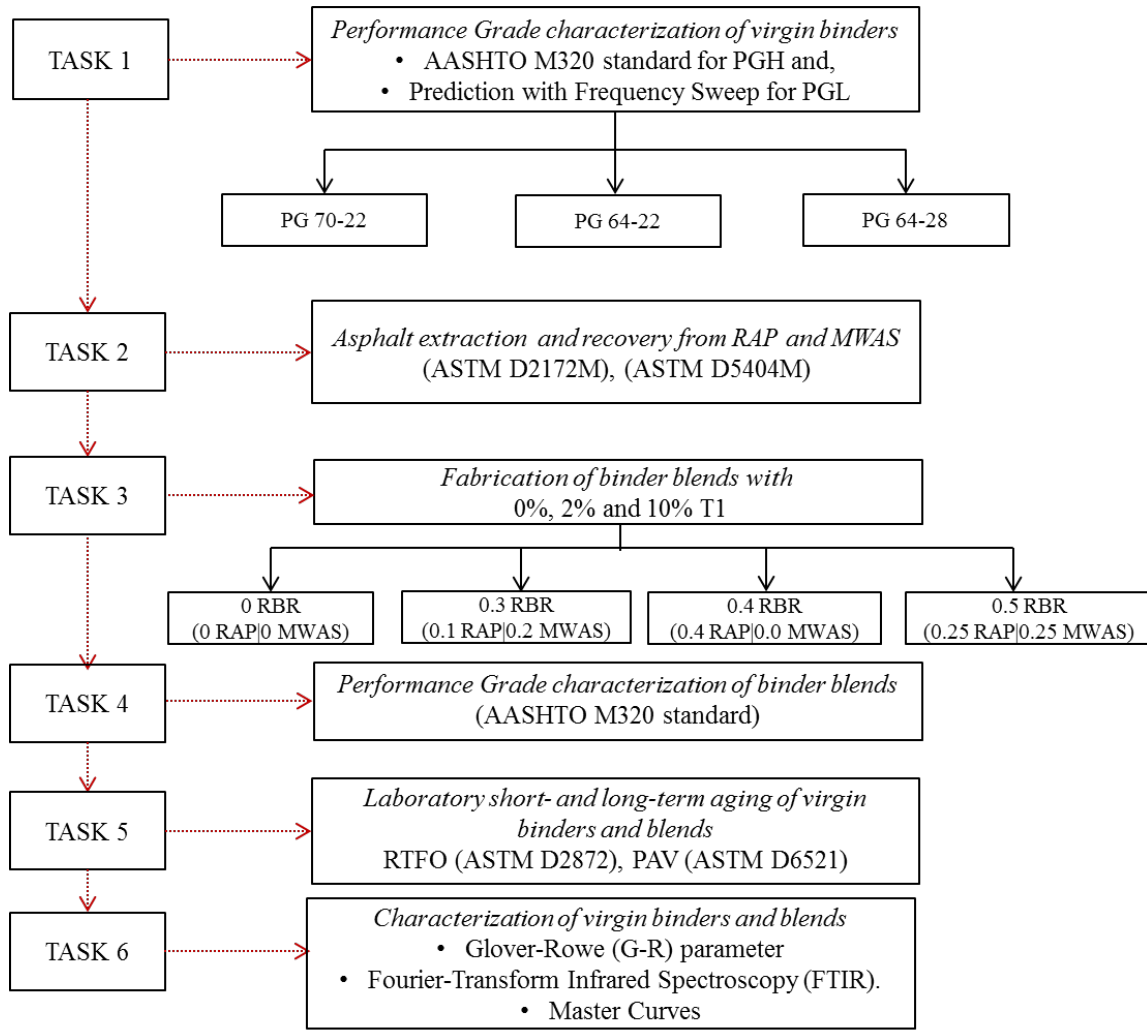 TASK 1
Performance Grade characterization of virgin binders
• AASHTO M320 standard for PGH and,
• Prediction with Frequency Sweep for PGL
PG 70-22
PG 64-22
PG 64-28
TASK 2
Asphalt extraction and recovery from RAP and MWAS
(ASTM D2172M), (ASTM D5404M)
TASK 3
Fabrication of binder blends with
0%, 2% and 10% T1
0 RBR
(0 RAP|0 MWAS)
0.3 RBR
(0.1 RAP|0.2 MWAS)
0.4 RBR
(0.4 RAP|0.0 MWAS)
0.5 RBR
(0.25 RAP|0.25 MWAS)
TASK 4
Performance Grade characterization of binder blends
(AASHTO M320 standard)
TASK 5
Laboratory short- and long-term aging of virgin
binders and blends
RTFO (ASTM D2872), PAV (ASTM D6521)
TASK 6
Characterization of virgin binders and blends
• Glover-Rowe (G-R) parameter
• Fourier-Transform Infrared Spectroscopy (FTIR).
• Master Curves